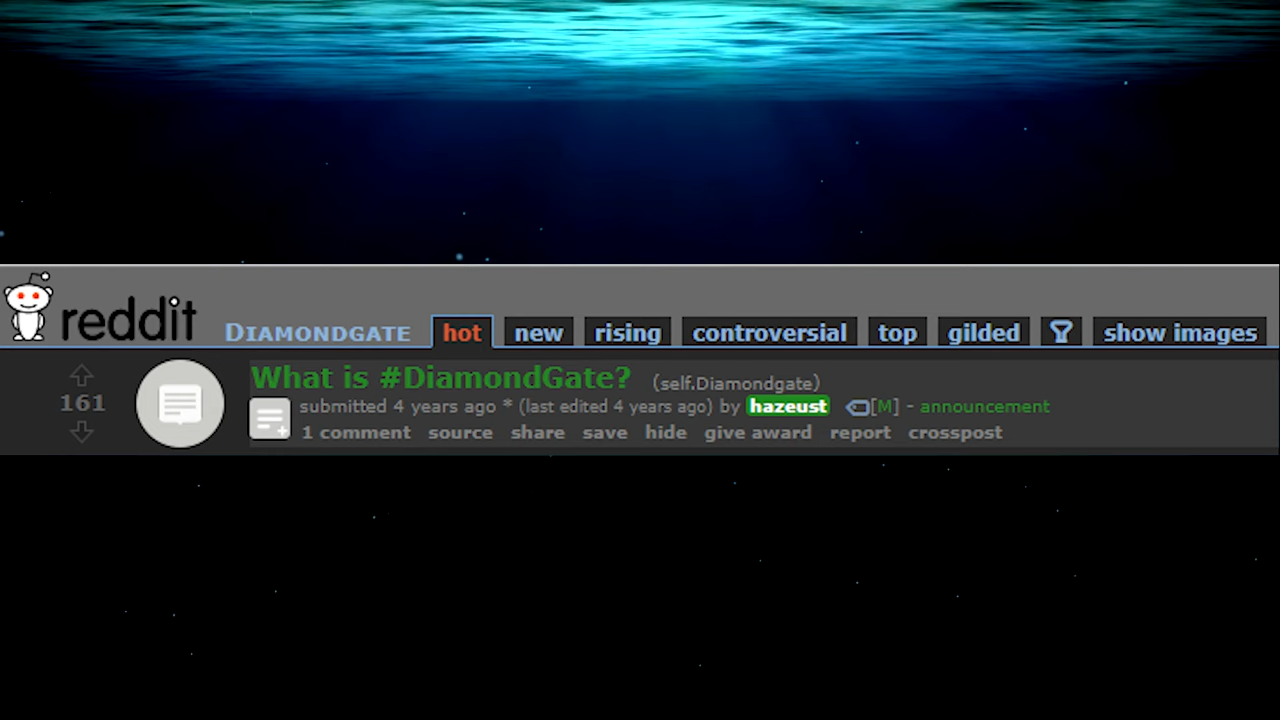 reddit DIAMONDGATE hot new rising controversial top gilded show images
What is #DiamondGate? (self.Diamondgate)
161
submitted 4 years ago * (last edited 4 years ago) by hazeust [M] - announcement
1 comment source share save hide give award report crosspost